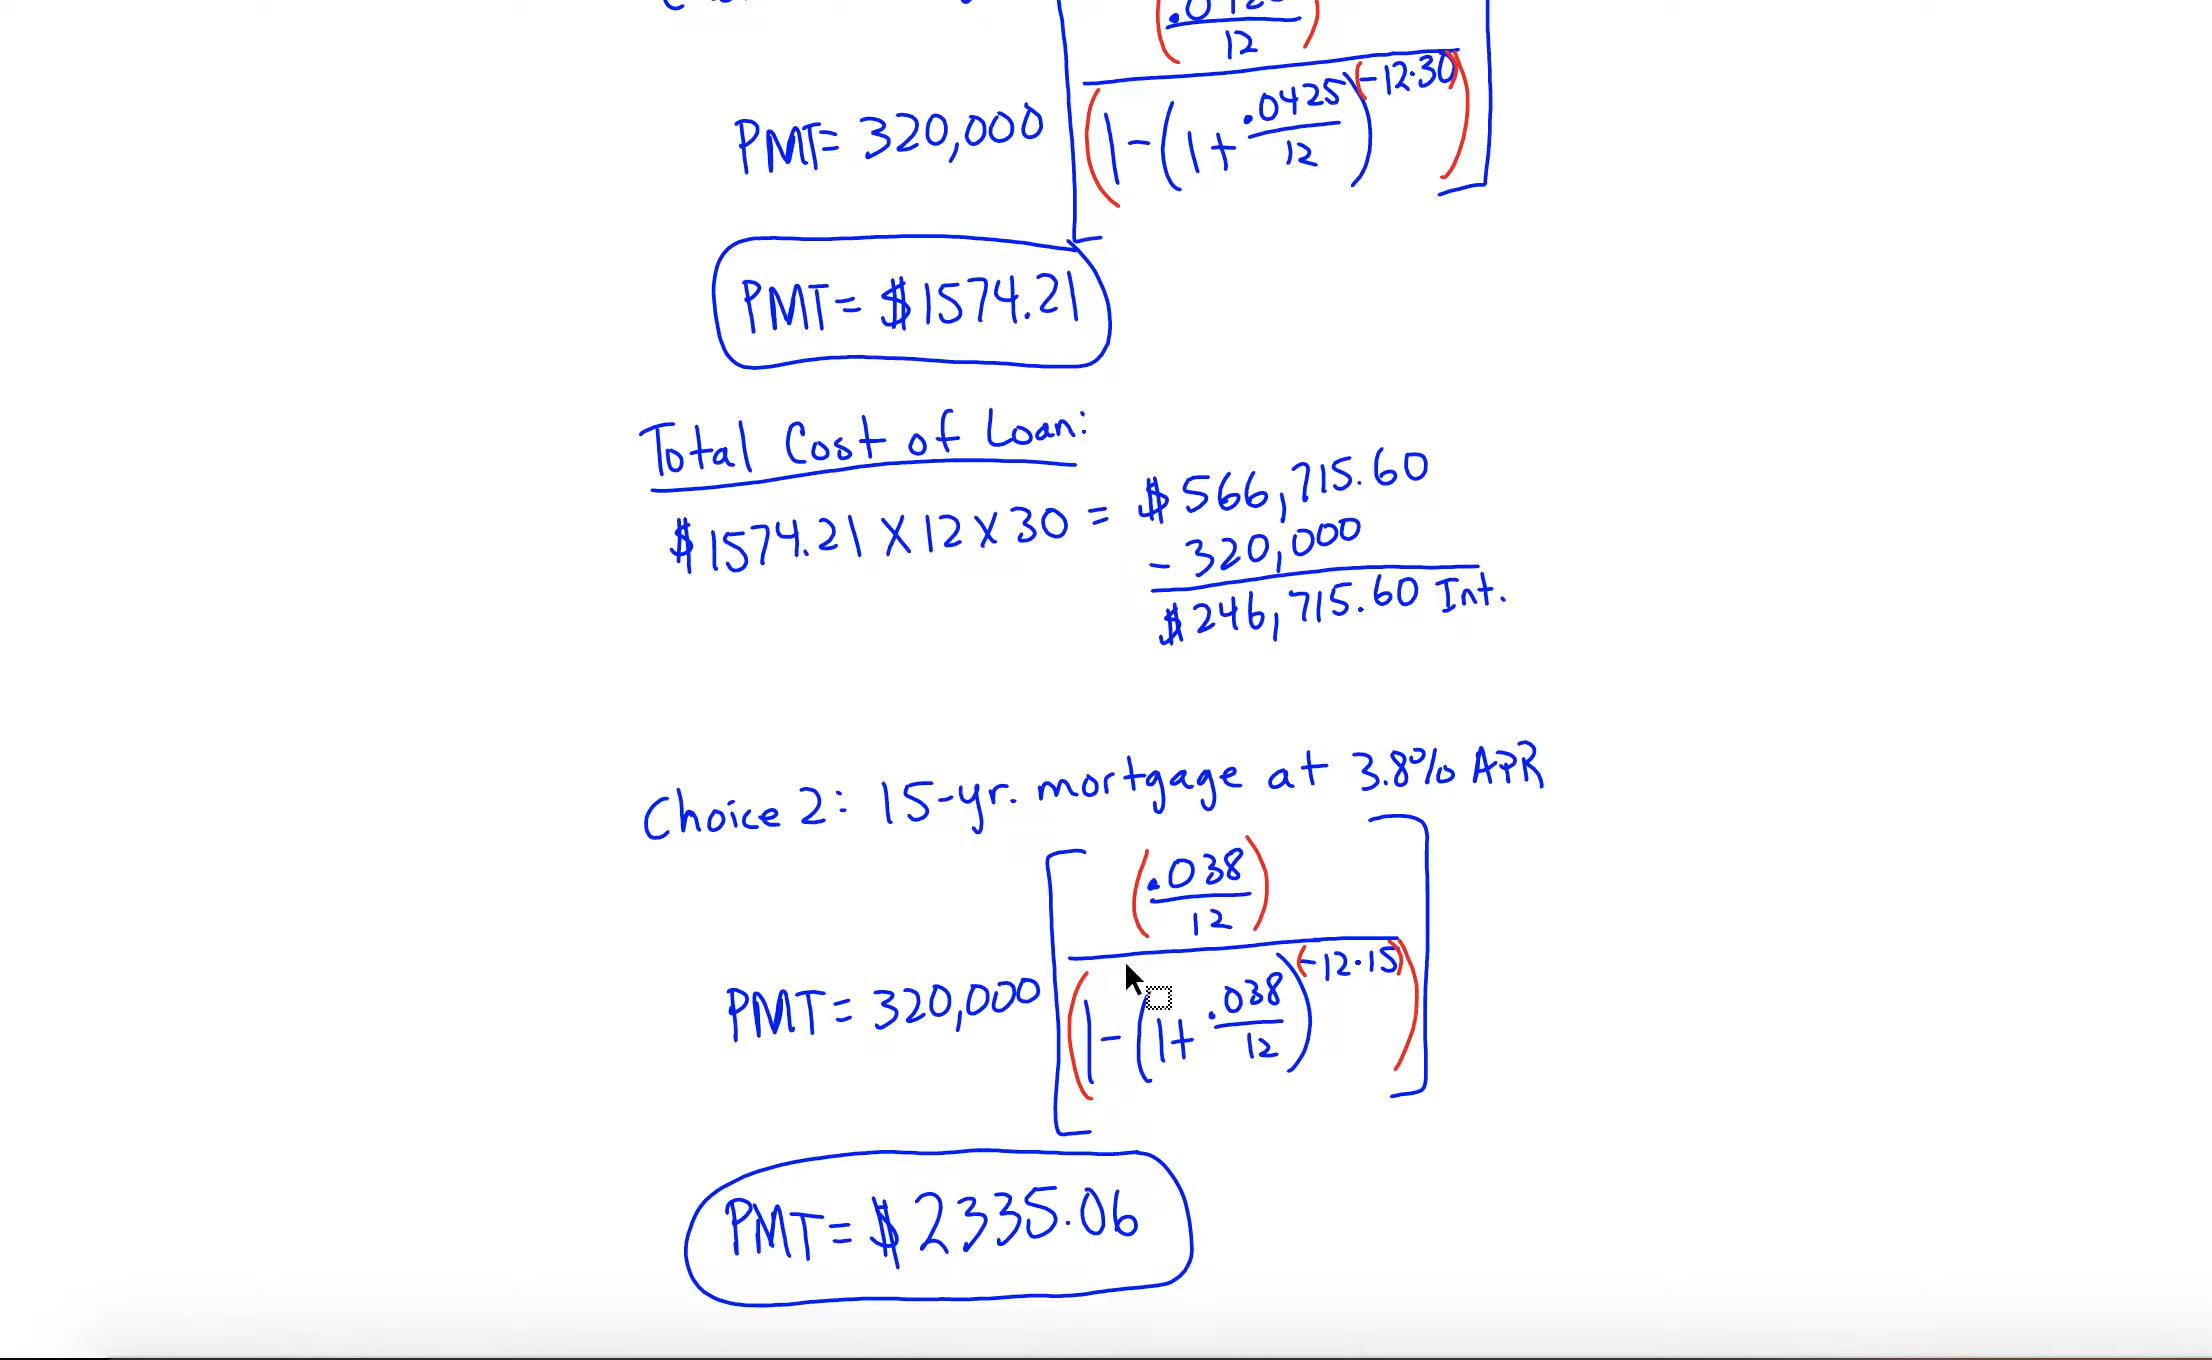 12
PMT= 320,000 [ / (1-(1+ .0425/12)^(-12·30)) ]
PMT= $1574.21
Total Cost of Loan:
$1574.21 X 12 X 30 = $566,715.60
- 320,000
$246,715.60 Int.
Choice 2: 15-yr. mortgage at 3.8% APR
PMT= 320,000 [ (.038/12) / (1-(1+ .038/12)^(-12·15)) ]
PMT= $2335.06